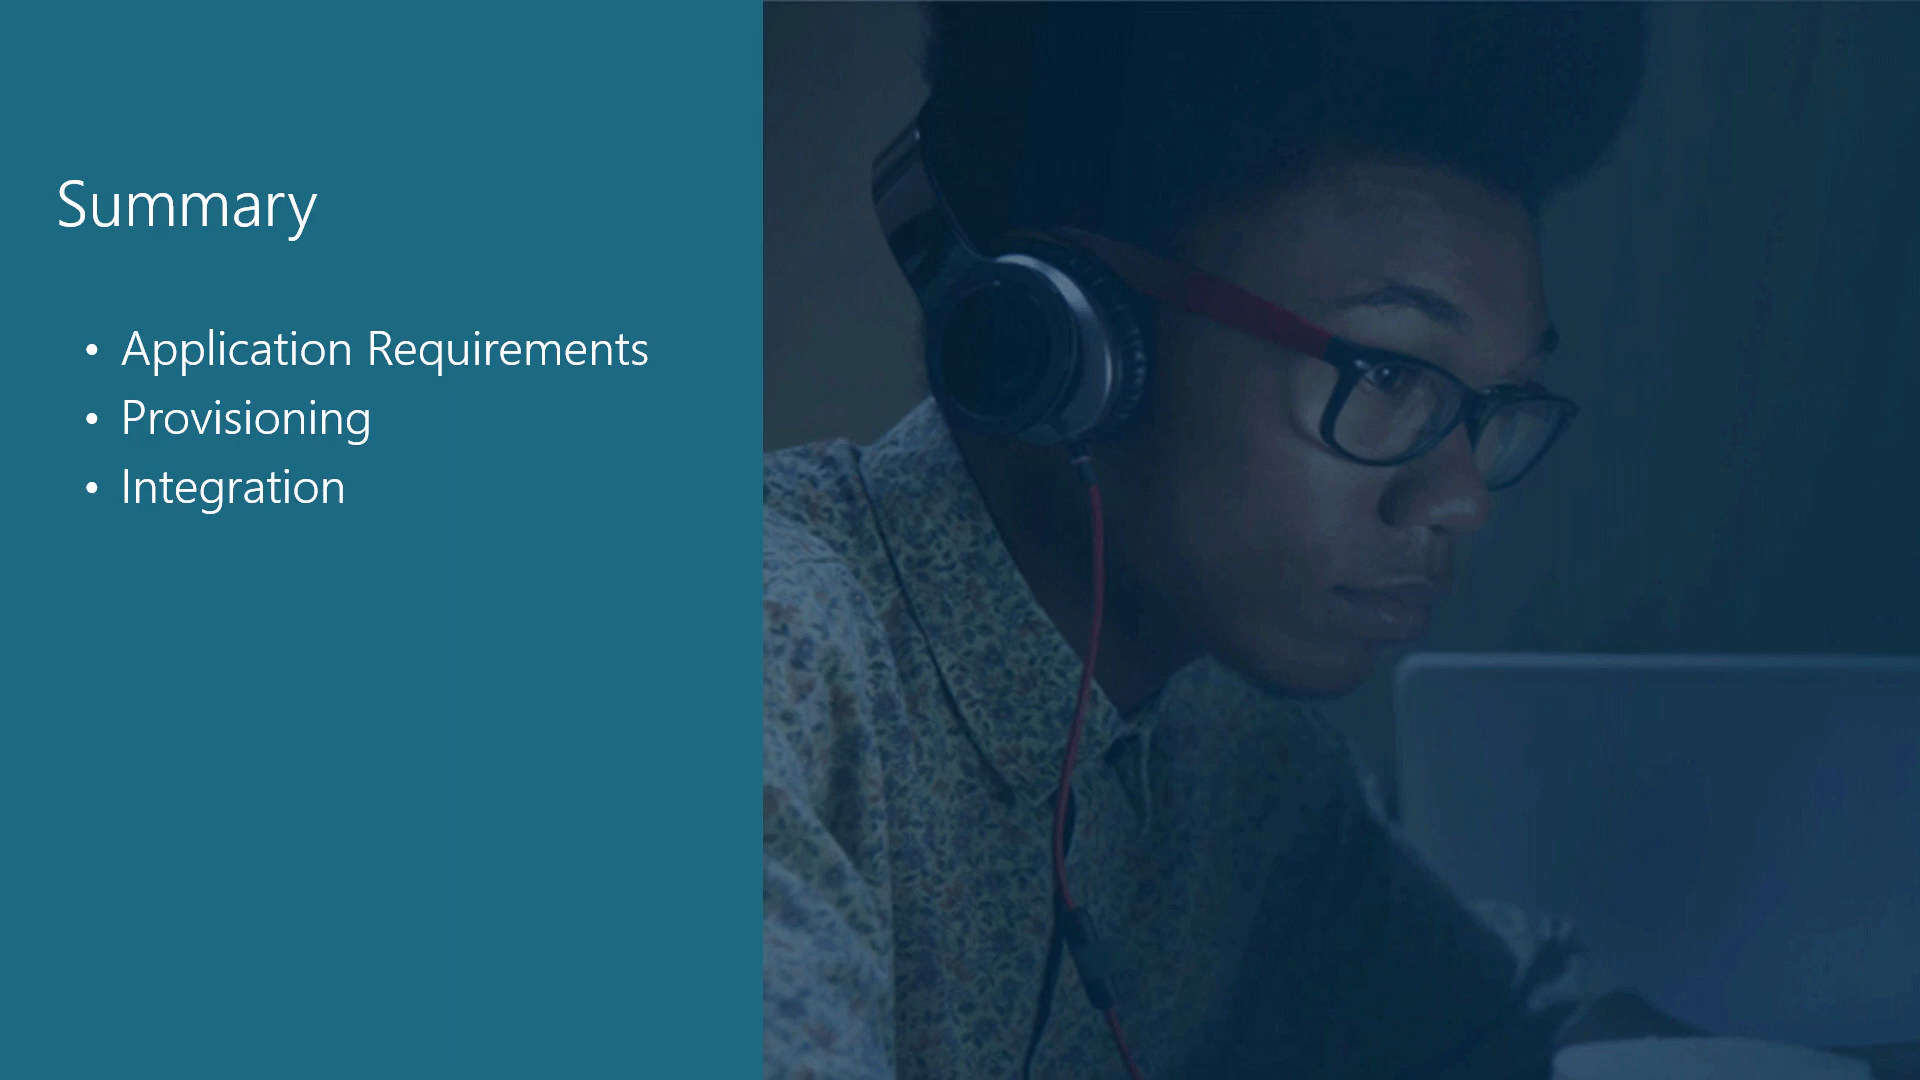 Summary
• Application Requirements
• Provisioning
• Integration